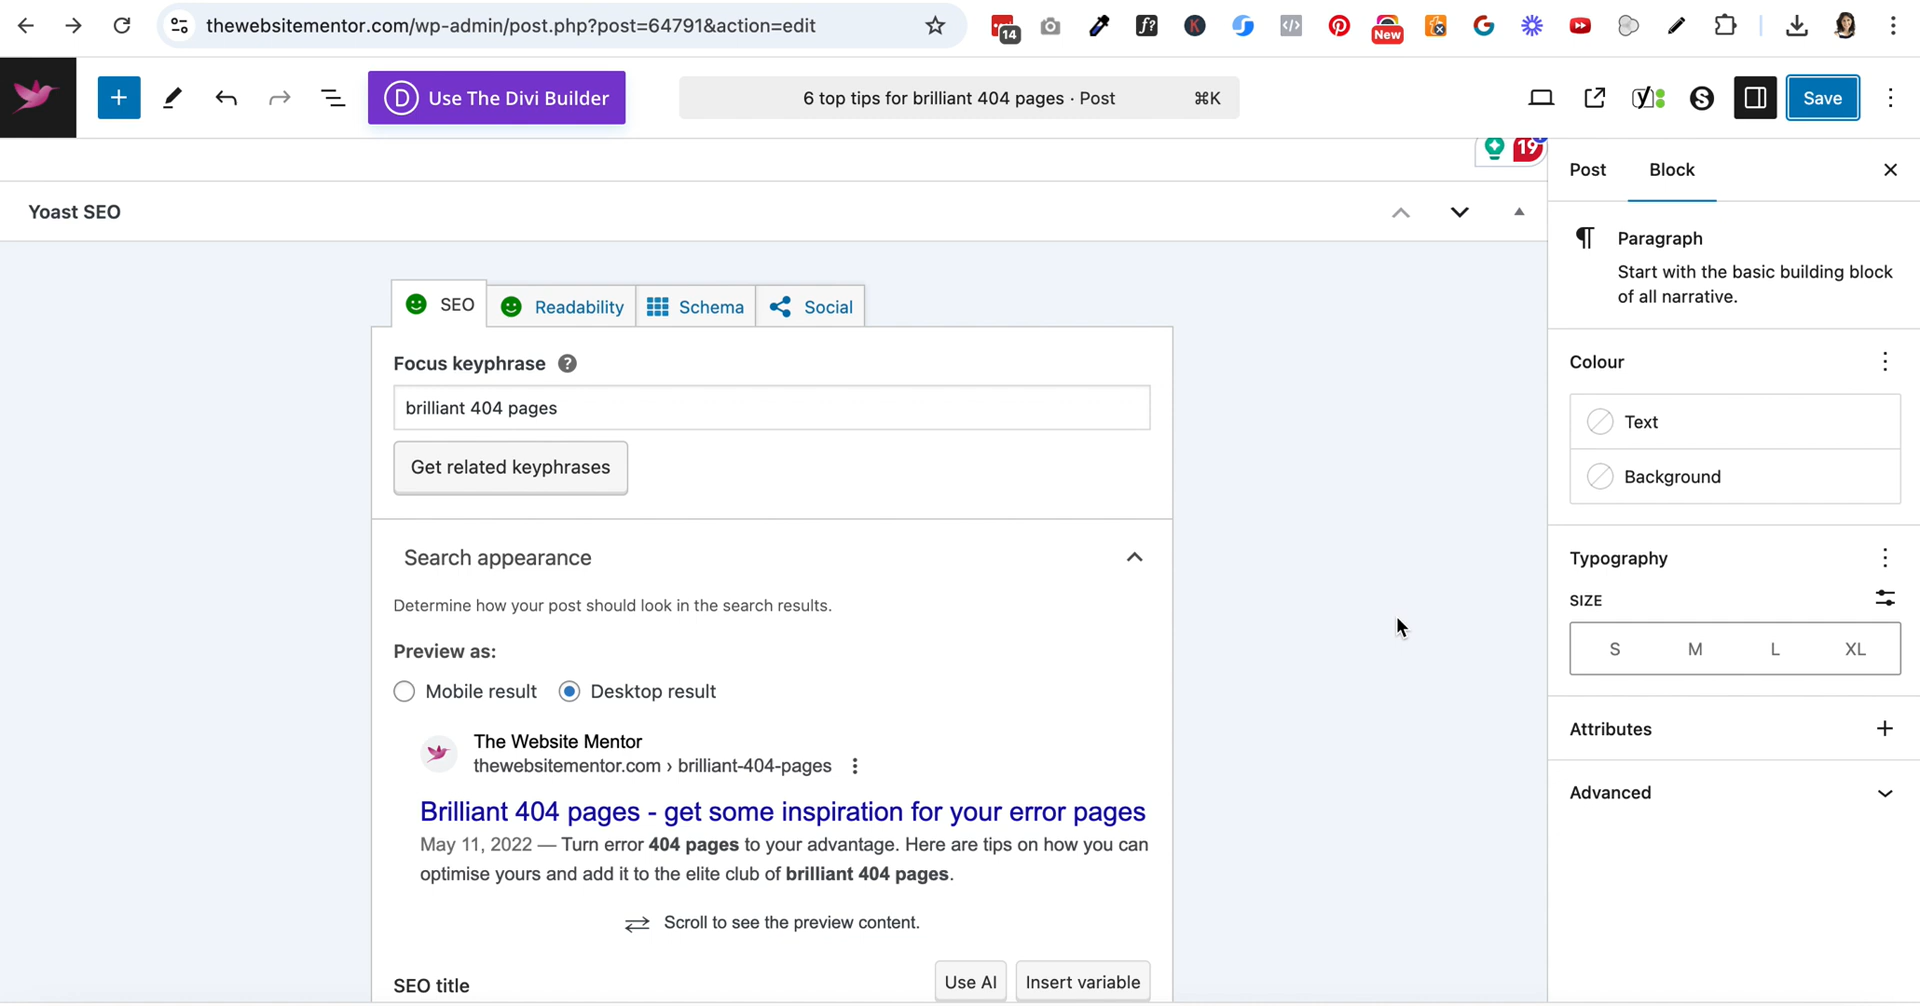 thewebsitementor.com/wp-admin/post.php?post=64791&action=edit
14
f?
K
New
G
+
D Use The Divi Builder
6 top tips for brilliant 404 pages · Post ⌘K
S
Save
19
Post Block
Yoast SEO
¶ Paragraph
Start with the basic building block
of all narrative.
SEO Readability Schema Social
Focus keyphrase ?
brilliant 404 pages
Get related keyphrases
Colour
Text
Background
Search appearance
Determine how your post should look in the search results.
Typography
SIZE
S M L XL
Preview as:
Mobile result Desktop result
The Website Mentor
thewebsitementor.com › brilliant-404-pages
Attributes +
Advanced
Brilliant 404 pages - get some inspiration for your error pages
May 11, 2022 — Turn error 404 pages to your advantage. Here are tips on how you can
optimise yours and add it to the elite club of brilliant 404 pages.
Scroll to see the preview content.
SEO title Use AI Insert variable